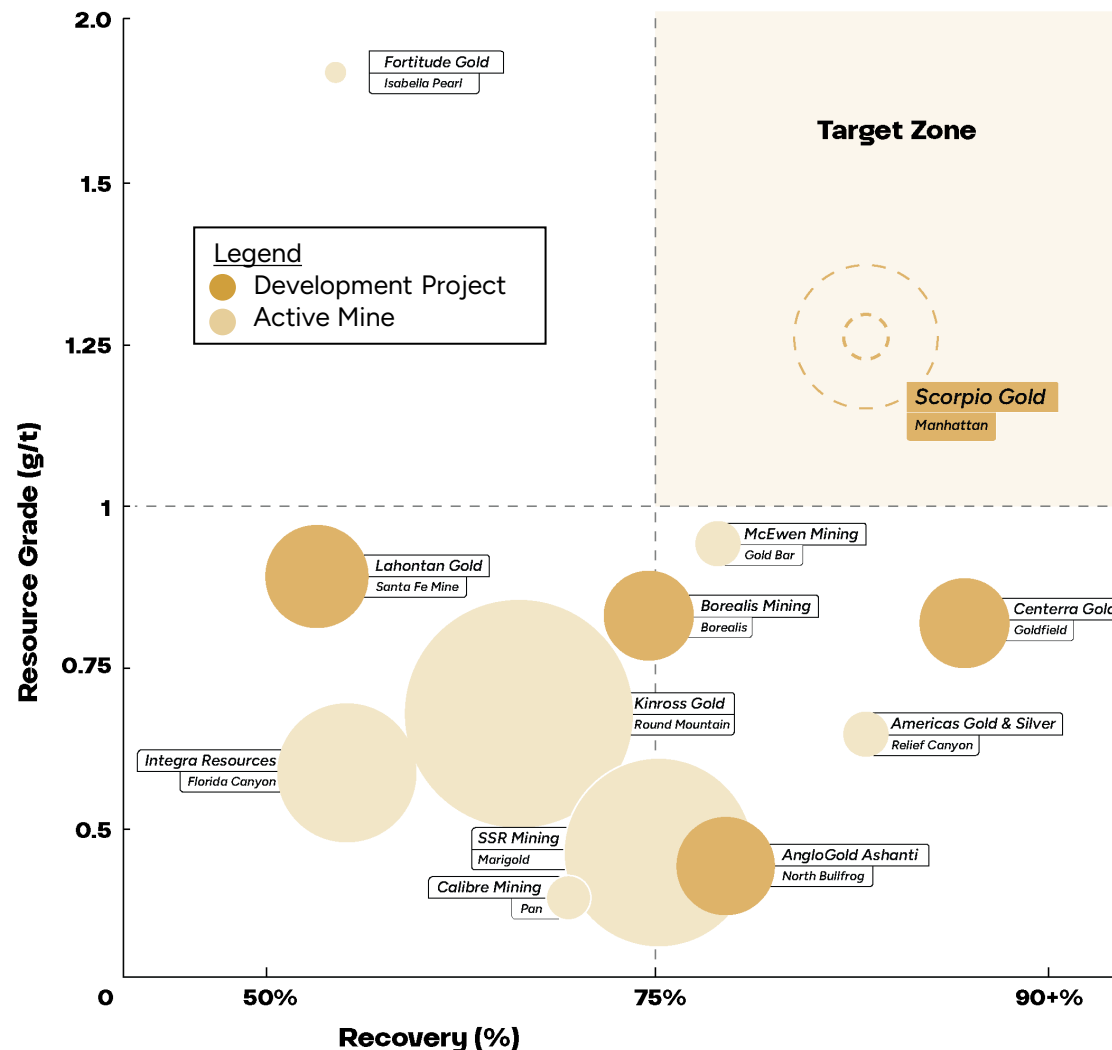 2.0
Fortitude Gold
Isabella Pearl
Target Zone
1.5
Legend
Development Project
Active Mine
1.25
Scorpio Gold
Manhattan
Resource Grade (g/t)
1
McEwen Mining
Gold Bar
Lahontan Gold
Santa Fe Mine
Borealis Mining
Borealis
Centerra Gold
Goldfield
0.75
Kinross Gold
Round Mountain
Americas Gold & Silver
Relief Canyon
Integra Resources
Florida Canyon
0.5
SSR Mining
Marigold
AngloGold Ashanti
North Bullfrog
Calibre Mining
Pan
0
50%
75%
90+%
Recovery (%)